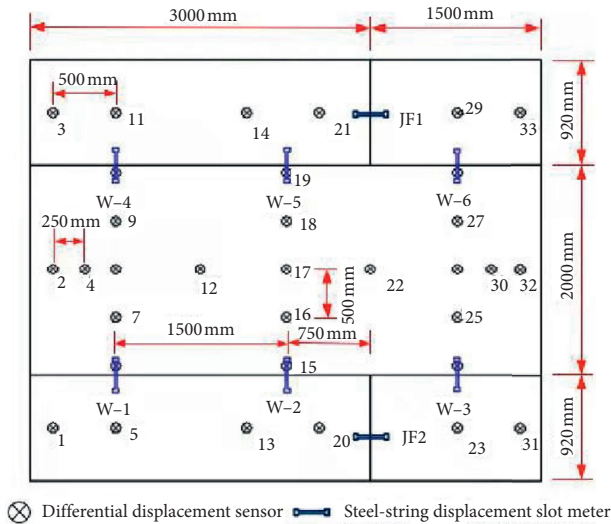 3000 mm
1500 mm
500 mm
920 mm
3
11
14
21
JF1
29
33
W–4
19
W–5
W–6
9
18
27
250 mm
2000 mm
2
4
12
17
22
30
32
500 mm
7
16
25
1500 mm
750 mm
15
W–1
W–2
W–3
920 mm
1
5
13
20
JF2
23
31
Differential displacement sensor
Steel-string displacement slot meter